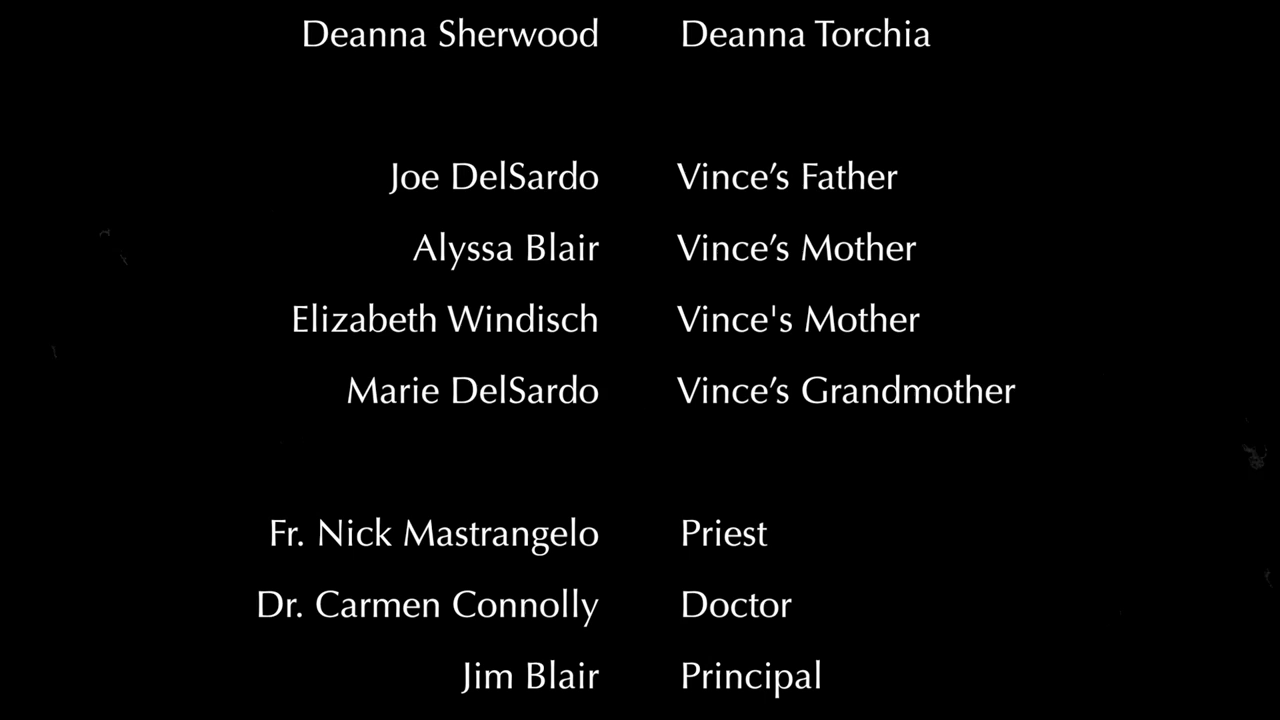 Deanna Sherwood Deanna Torchia
Joe DelSardo Vince’s Father
Alyssa Blair Vince’s Mother
Elizabeth Windisch Vince's Mother
Marie DelSardo Vince’s Grandmother
Fr. Nick Mastrangelo Priest
Dr. Carmen Connolly Doctor
Jim Blair Principal